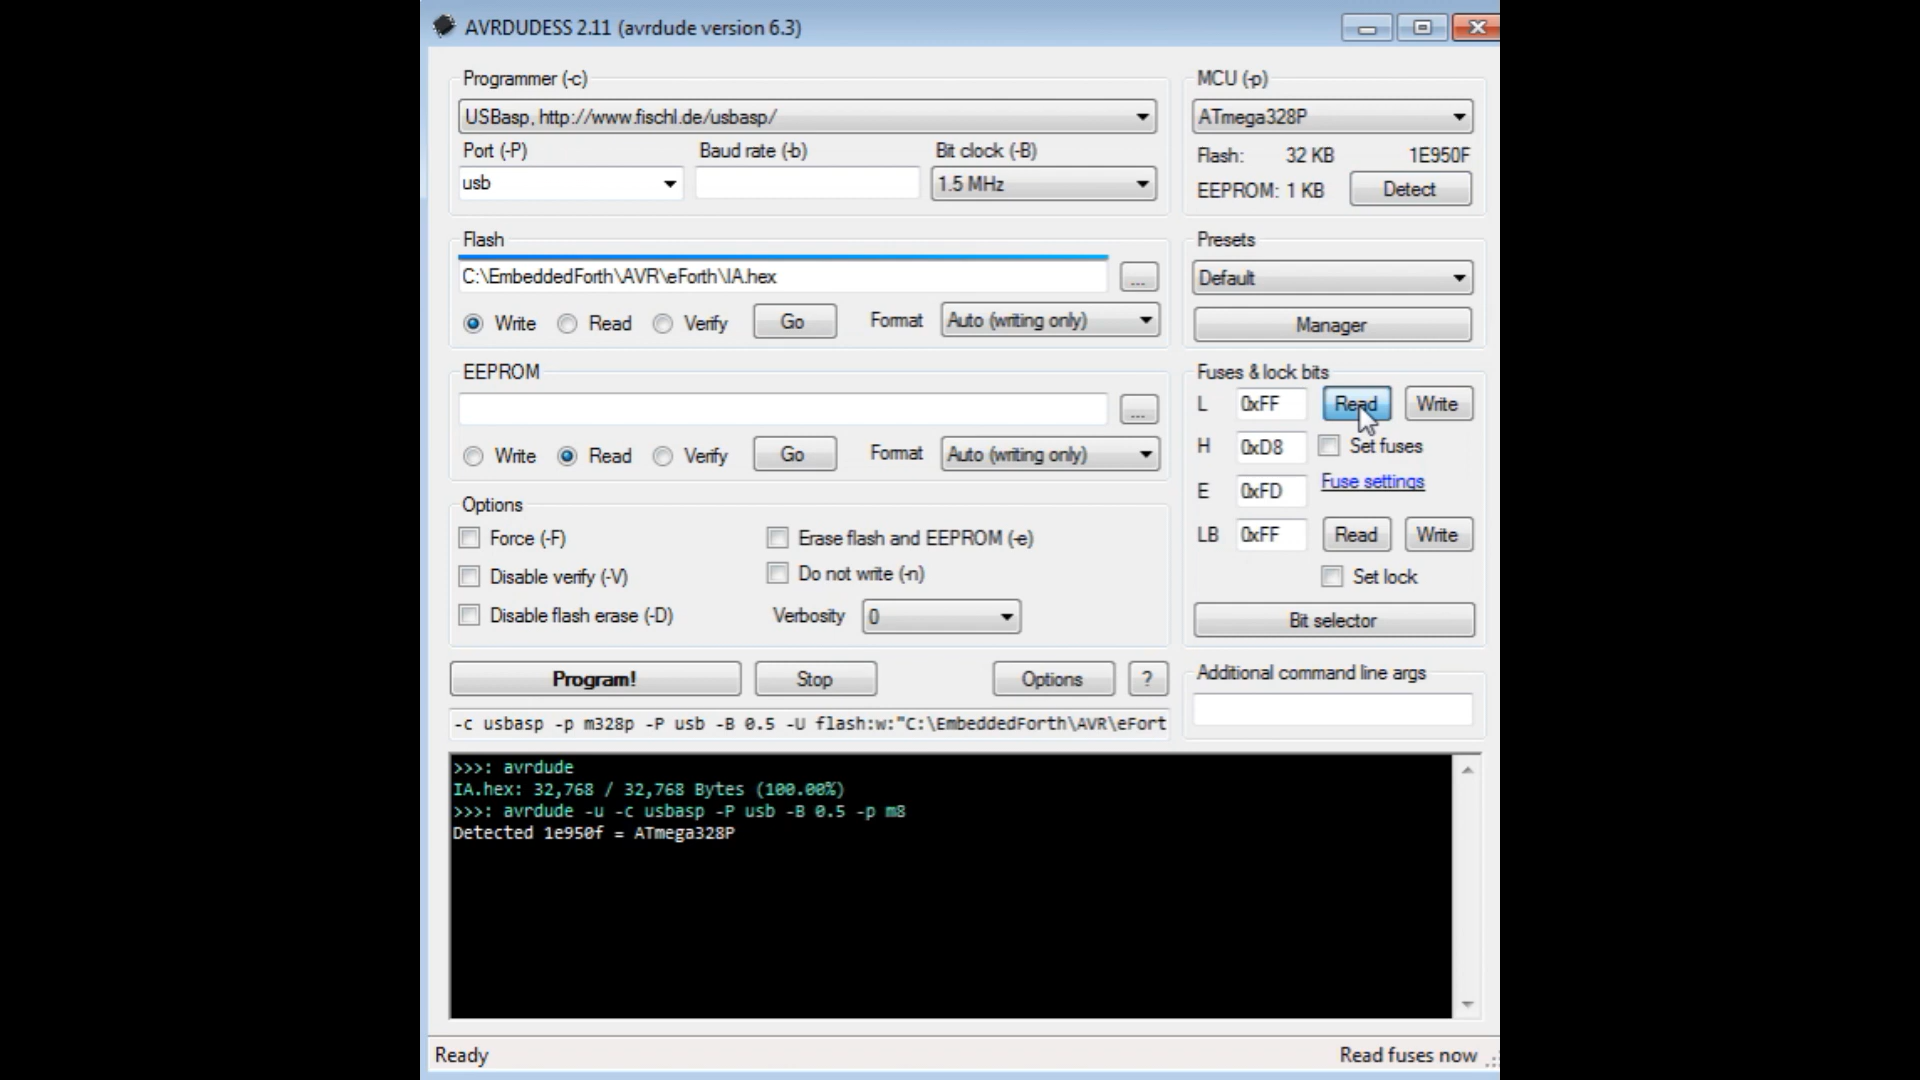 AVRDUDESS 2.11 (avrdude version 6.3)
Programmer (-c)
USBasp, http://www.fischl.de/usbasp/
Port (-P)
Baud rate (-b)
Bit clock (-B)
usb
1.5 MHz
MCU (-p)
ATmega328P
Flash: 32 KB 1E950F
EEPROM: 1 KB
Detect
Flash
C:\EmbeddedForth\AVR\eForth\IA.hex
...
Write
Read
Verify
Go
Format
Auto (writing only)
Presets
Default
Manager
EEPROM
...
Write
Read
Verify
Go
Format
Auto (writing only)
Fuses & lock bits
L 0xFF Read Write
H 0xD8 Set fuses
Fuse settings
E 0xFD
LB 0xFF Read Write
Set lock
Bit selector
Options
Force (-F)
Erase flash and EEPROM (-e)
Disable verify (-V)
Do not write (-n)
Disable flash erase (-D)
Verbosity 0
Program!
Stop
Options
?
Additional command line args
-c usbasp -p m328p -P usb -B 0.5 -U flash:w:"C:\EmbeddedForth\AVR\eFort
>>>: avrdude
IA.hex: 32,768 / 32,768 Bytes (100.00%)
>>>: avrdude -u -c usbasp -P usb -B 0.5 -p m8
Detected 1e950f = ATmega328P
Ready
Read fuses now